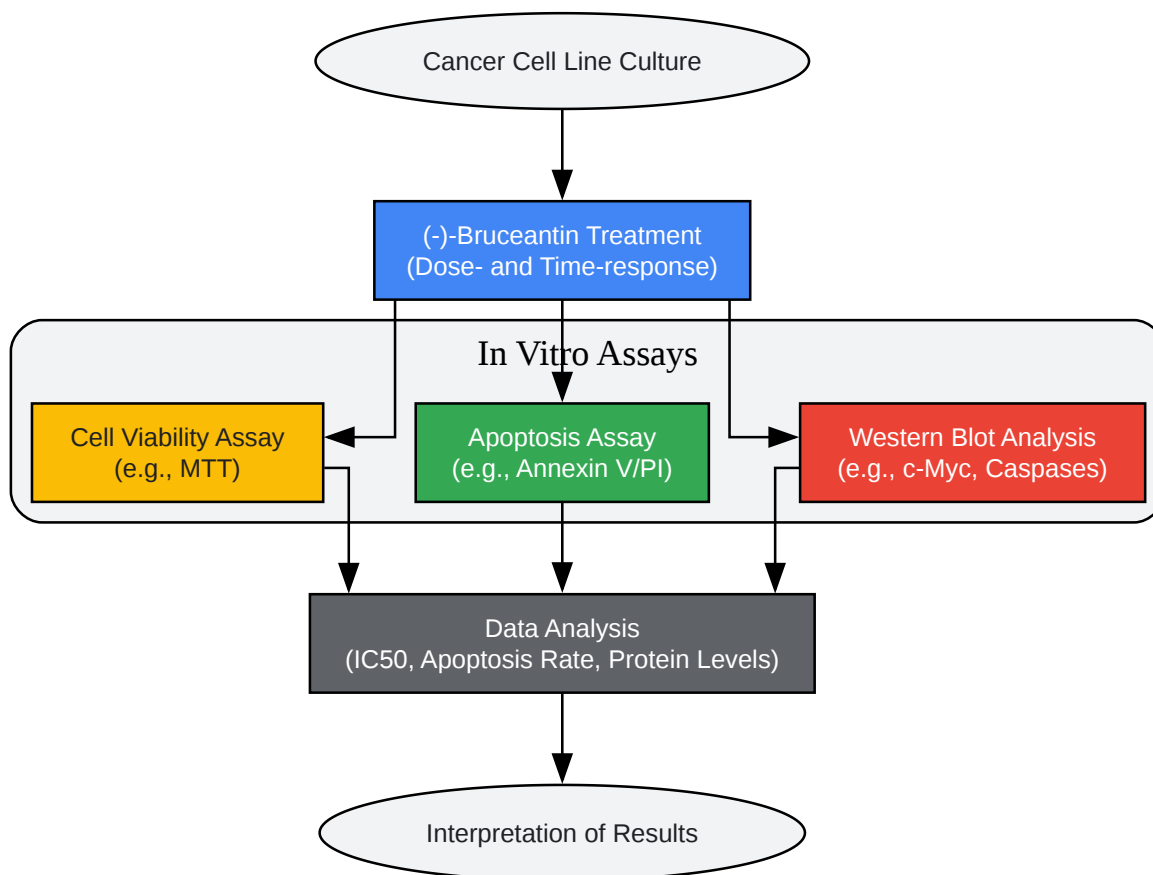 Cancer Cell Line Culture
(-)-Bruceantin Treatment
(Dose- and Time-response)
In Vitro Assays
Cell Viability Assay
(e.g., MTT)
Apoptosis Assay
(e.g., Annexin V/PI)
Western Blot Analysis
(e.g., c-Myc, Caspases)
Data Analysis
(IC50, Apoptosis Rate, Protein Levels)
Interpretation of Results